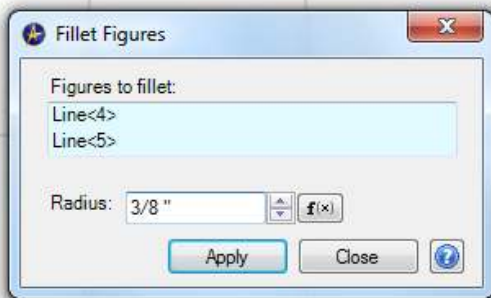 Fillet Figures
Figures to fillet:
Line<4>
Line<5>
Radius: 3/8 " f(x)
Apply Close ?